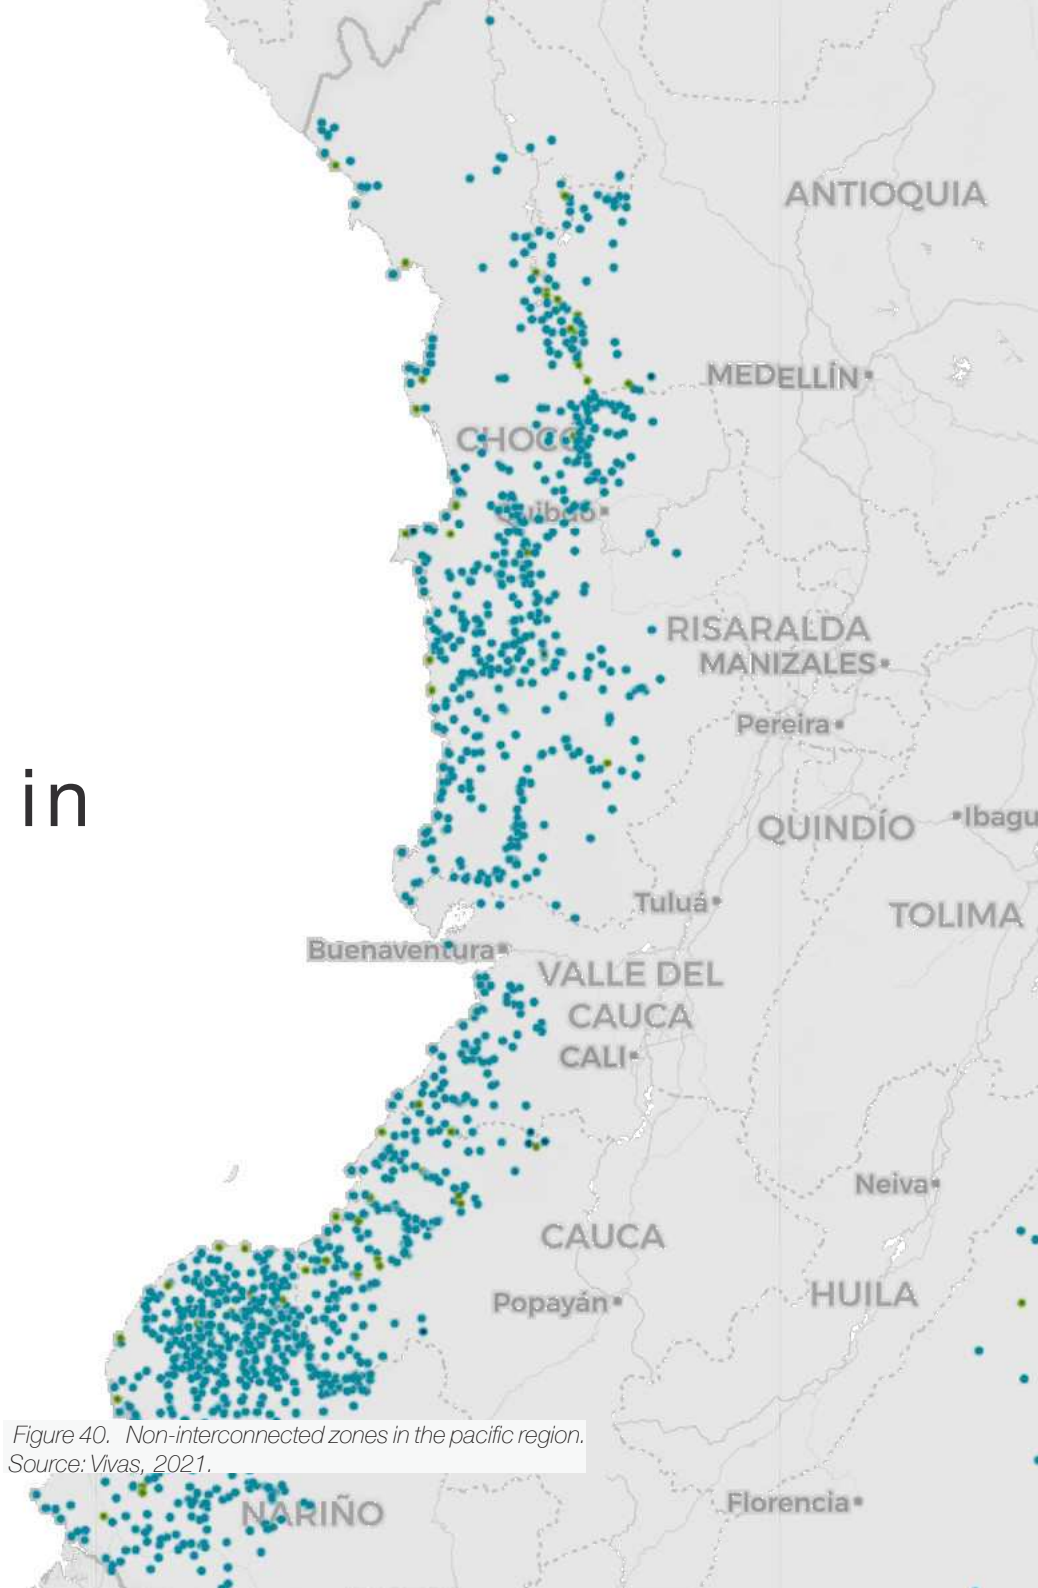 ANTIOQUIA
MEDELLÍN
CHOCÓ
Quibdó
RISARALDA
MANIZALES
Pereira
in
QUINDÍO
Ibagu
Tuluá
TOLIMA
Buenaventura
VALLE DEL
CAUCA
CALI
Neiva
CAUCA
HUILA
Popayán
Figure 40. Non-interconnected zones in the pacific region.
Source: Vivas, 2021.
NARIÑO
Florencia